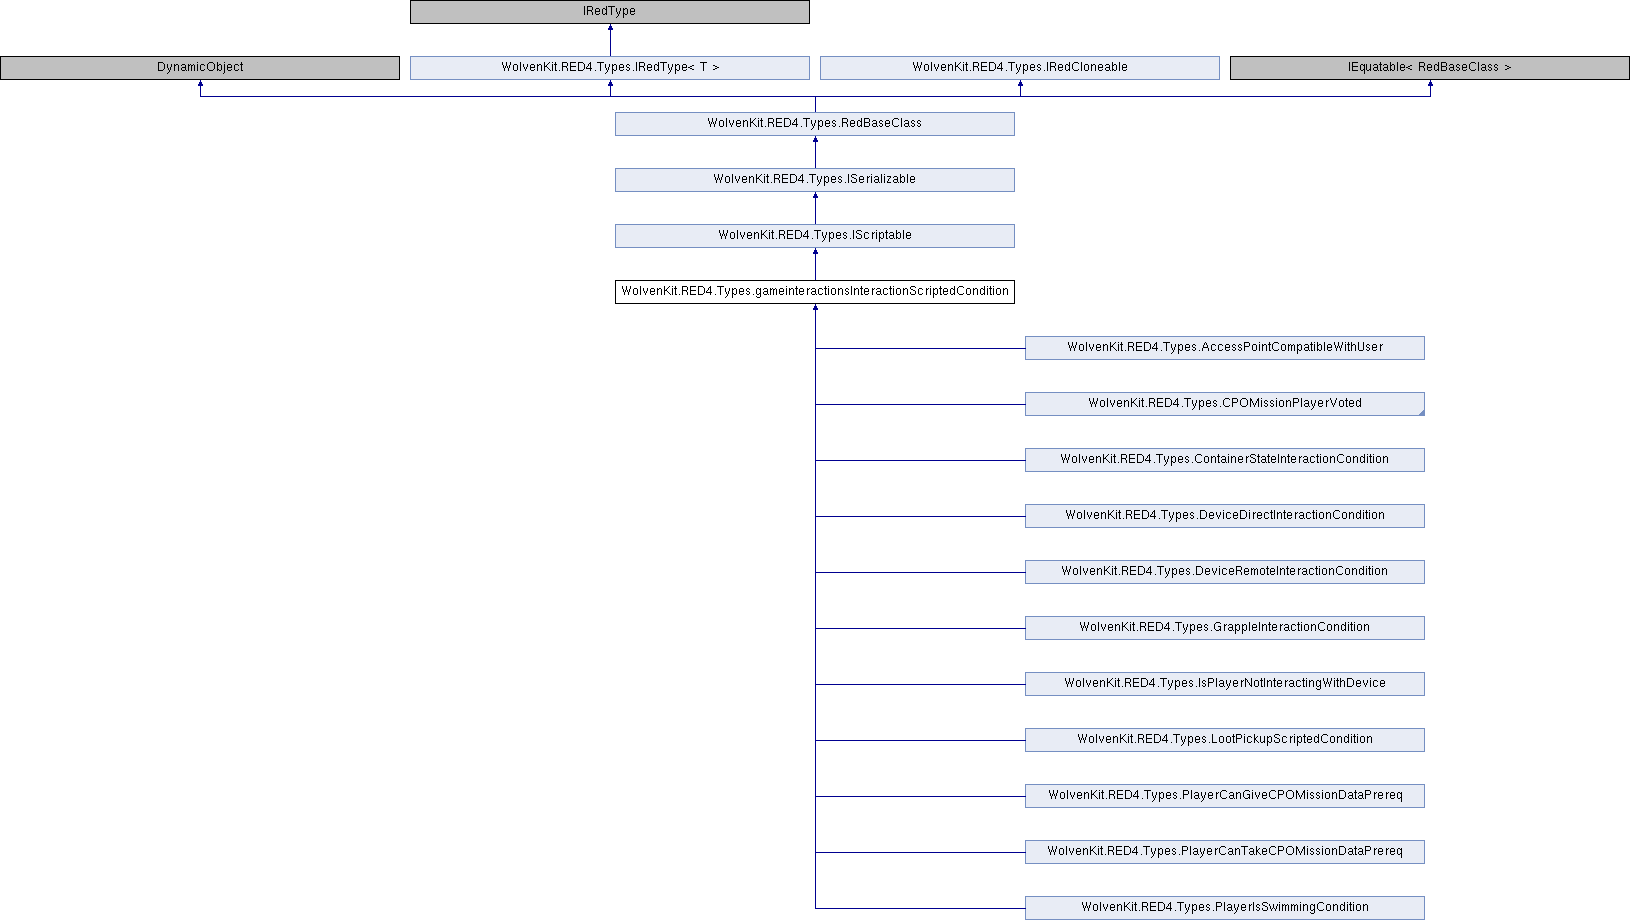 IRedType
DynamicObject
WolvenKit.RED4.Types.IRedType< T >
WolvenKit.RED4.Types.IRedCloneable
IEquatable< RedBaseClass >
WolvenKit.RED4.Types.RedBaseClass
WolvenKit.RED4.Types.ISerializable
WolvenKit.RED4.Types.IScriptable
WolvenKit.RED4.Types.gameinteractionsInteractionScriptedCondition
WolvenKit.RED4.Types.AccessPointCompatibleWithUser
WolvenKit.RED4.Types.CPOMissionPlayerVoted
WolvenKit.RED4.Types.ContainerStateInteractionCondition
WolvenKit.RED4.Types.DeviceDirectInteractionCondition
WolvenKit.RED4.Types.DeviceRemoteInteractionCondition
WolvenKit.RED4.Types.GrappleInteractionCondition
WolvenKit.RED4.Types.IsPlayerNotInteractingWithDevice
WolvenKit.RED4.Types.LootPickupScriptedCondition
WolvenKit.RED4.Types.PlayerCanGiveCPOMissionDataPrereq
WolvenKit.RED4.Types.PlayerCanTakeCPOMissionDataPrereq
WolvenKit.RED4.Types.PlayerIsSwimmingCondition